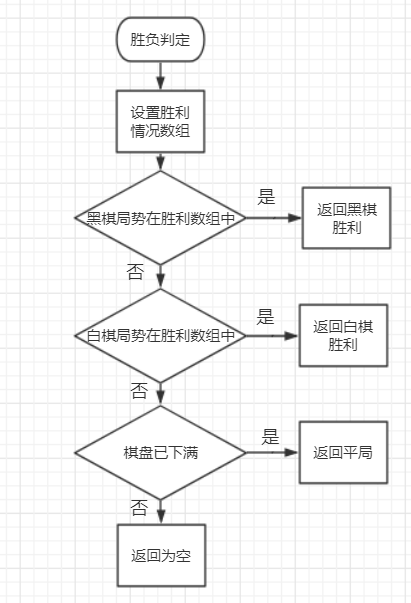 胜负判定
设置胜利
情况数组
黑棋局势在胜利数组中
是
返回黑棋
胜利
否
白棋局势在胜利数组中
是
返回白棋
胜利
否
棋盘已下满
是
返回平局
否
返回为空